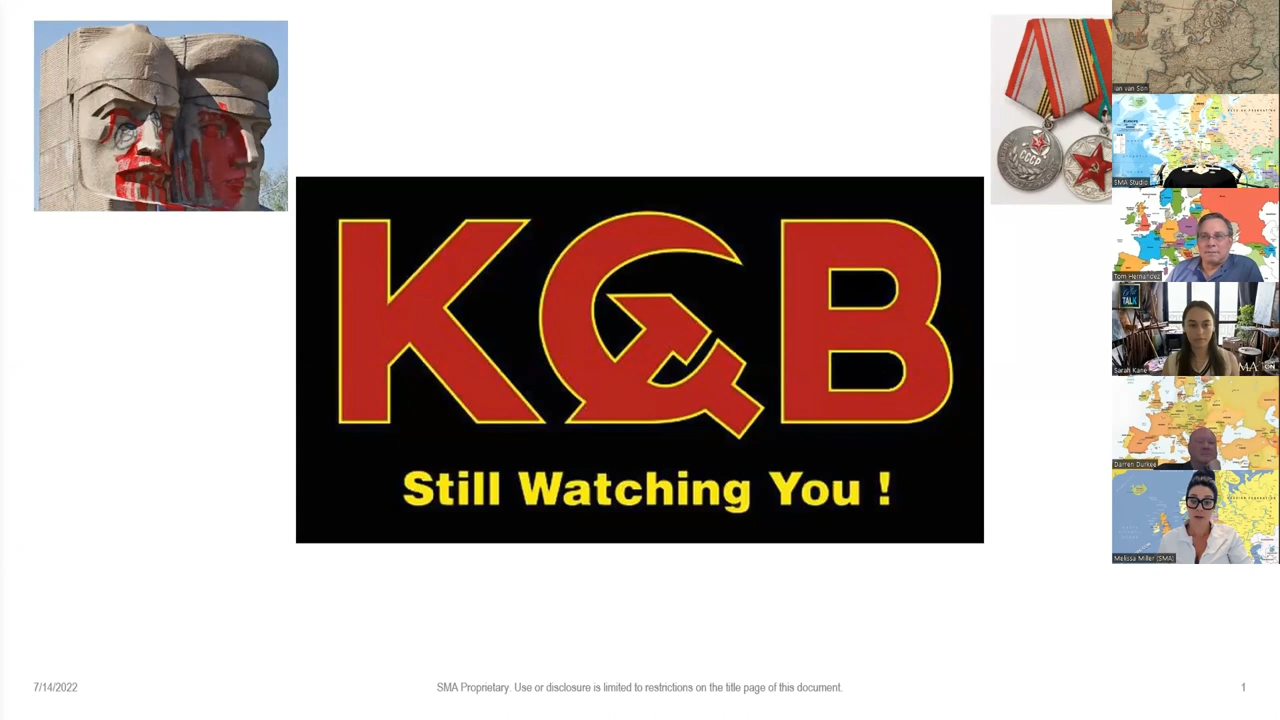 KGB
Still Watching You !
CCCP
Ian van Son
SMA Studio
Tom Hernandez
TALK
Sarah Kane
Darren Durkee
Melissa Miller (SMA)
7/14/2022
SMA Proprietary. Use or disclosure is limited to restrictions on the title page of this document.
1